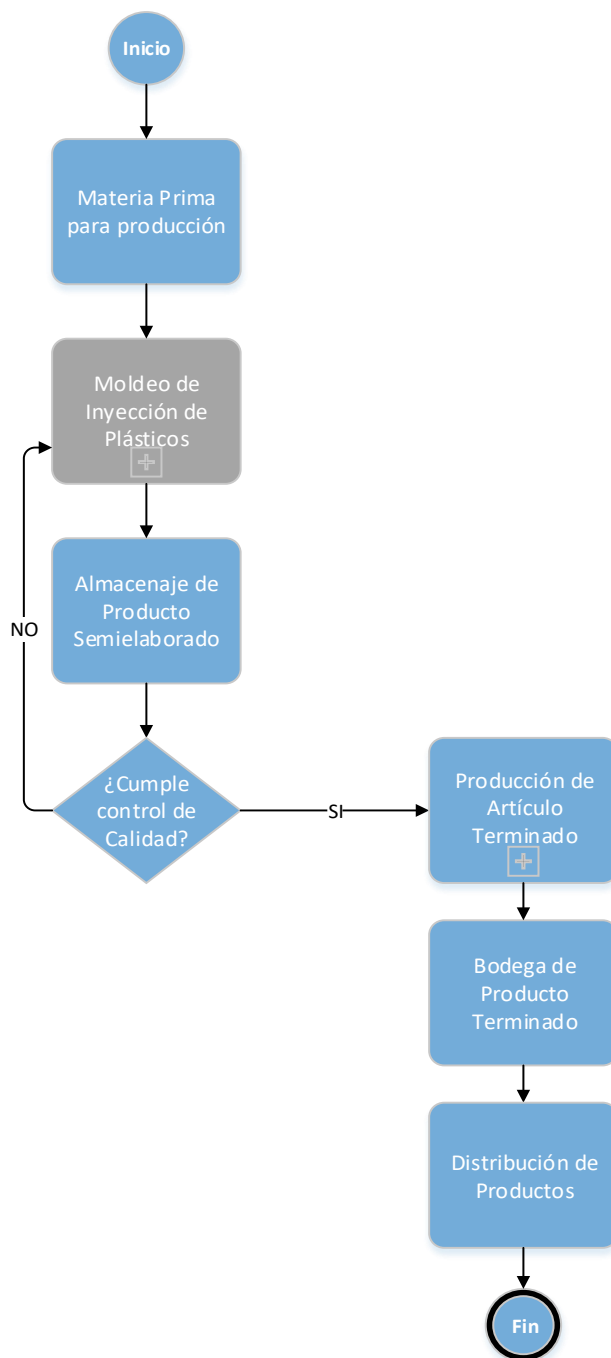 Inicio
Materia Prima
para producción
Moldeo de
Inyección de
Plásticos
Almacenaje de
Producto
Semielaborado
NO
¿Cumple
control de
Calidad?
SI
Producción de
Artículo
Terminado
Bodega de
Producto
Terminado
Distribución de
Productos
Fin